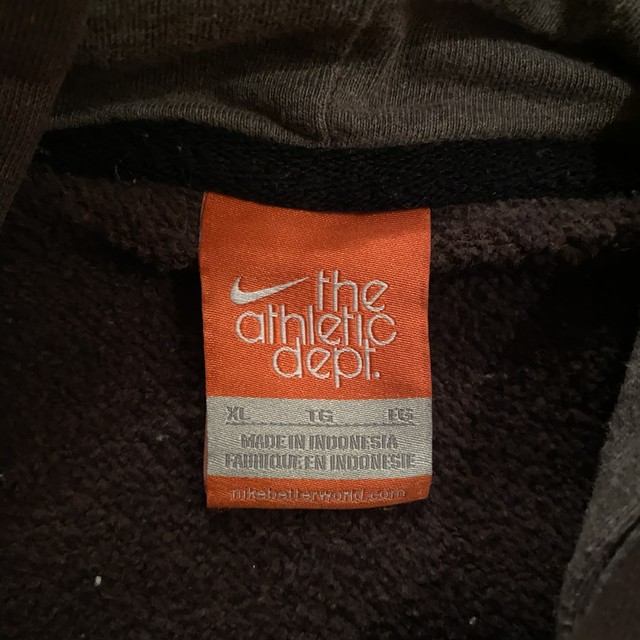 the
athletic
dept.
XL TG EG
MADE IN INDONESIA
FABRIQUE EN INDONESIE
nikebetterworld.com